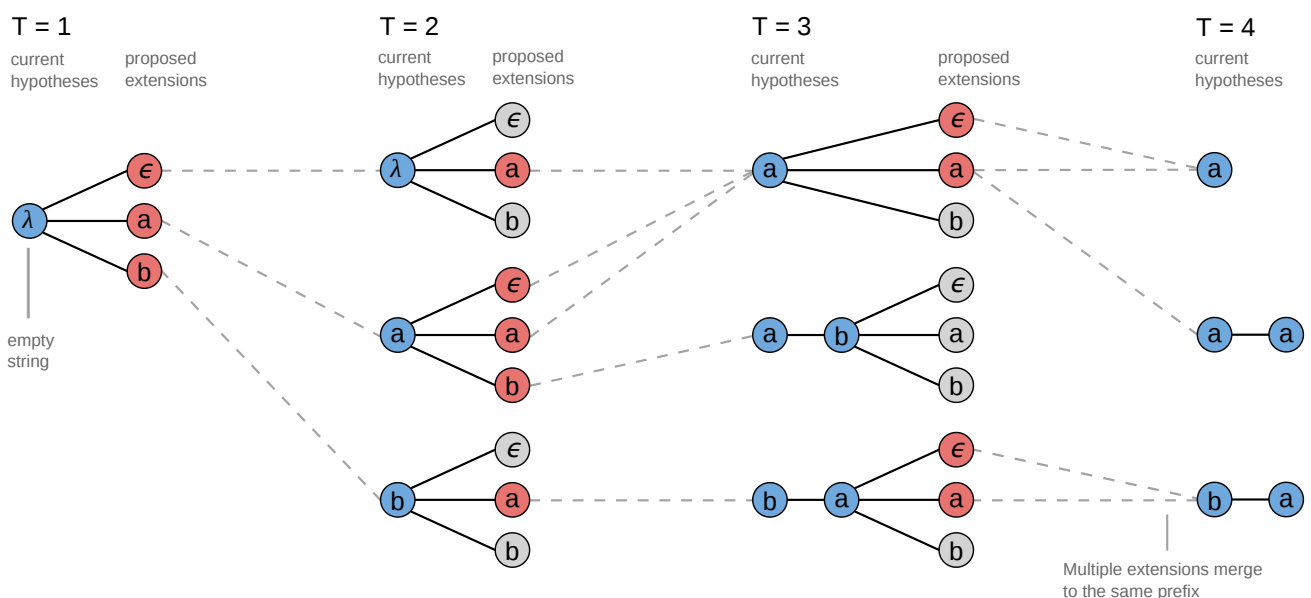 T = 1
T = 2
T = 3
T = 4
current
hypotheses
proposed
extensions
current
hypotheses
proposed
extensions
current
hypotheses
proposed
extensions
current
hypotheses
λ
ϵ
a
b
empty
string
λ
ϵ
a
b
a
ϵ
a
b
b
ϵ
a
b
a
ϵ
a
b
a b
ϵ
a
b
b a
ϵ
a
b
a
a a
b a
Multiple extensions merge
to the same prefix